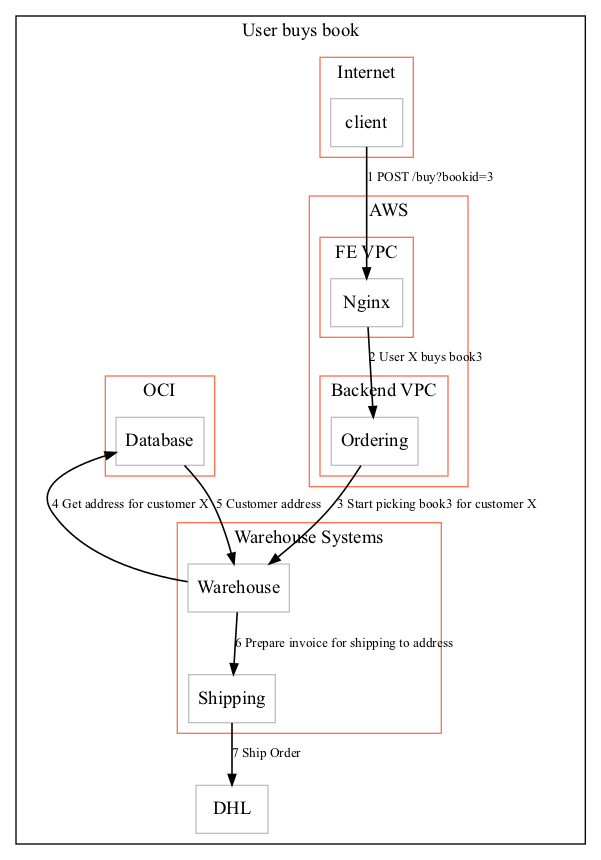 User buys book
Internet
client
1 POST /buy?bookid=3
AWS
FE VPC
Nginx
2 User X buys book3
OCI
Backend VPC
Database
Ordering
4 Get address for customer X
5 Customer address
3 Start picking book3 for customer X
Warehouse Systems
Warehouse
6 Prepare invoice for shipping to address
Shipping
7 Ship Order
DHL